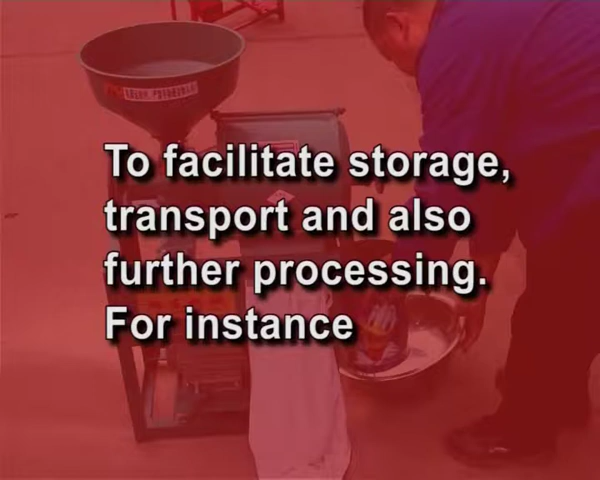 To facilitate storage,
transport and also
further processing.
For instance